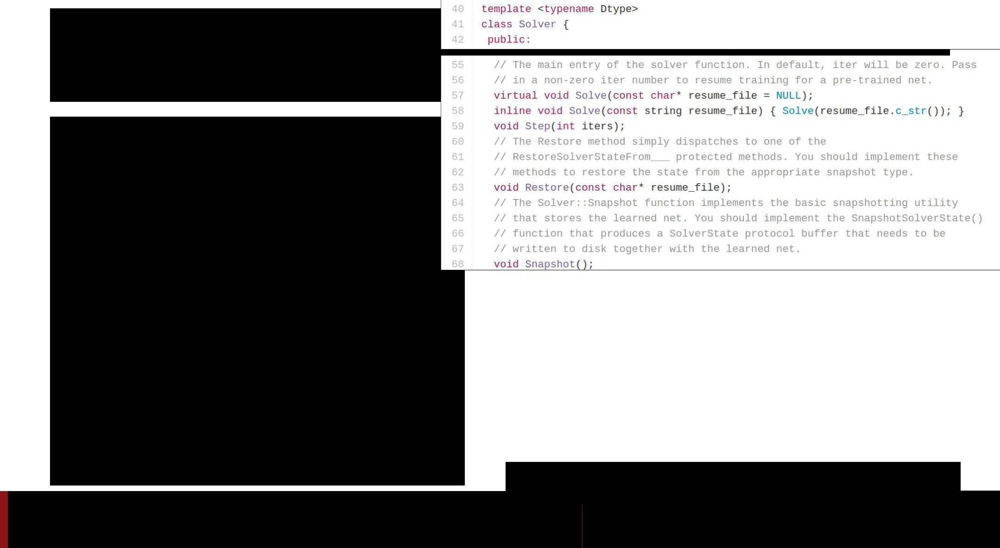 40 template <typename Dtype>
41 class Solver {
42  public:
55   // The main entry of the solver function. In default, iter will be zero. Pass
56   // in a non-zero iter number to resume training for a pre-trained net.
57   virtual void Solve(const char* resume_file = NULL);
58   inline void Solve(const string resume_file) { Solve(resume_file.c_str()); }
59   void Step(int iters);
60   // The Restore method simply dispatches to one of the
61   // RestoreSolverStateFrom___ protected methods. You should implement these
62   // methods to restore the state from the appropriate snapshot type.
63   void Restore(const char* resume_file);
64   // The Solver::Snapshot function implements the basic snapshotting utility
65   // that stores the learned net. You should implement the SnapshotSolverState()
66   // function that produces a SolverState protocol buffer that needs to be
67   // written to disk together with the learned net.
68   void Snapshot();